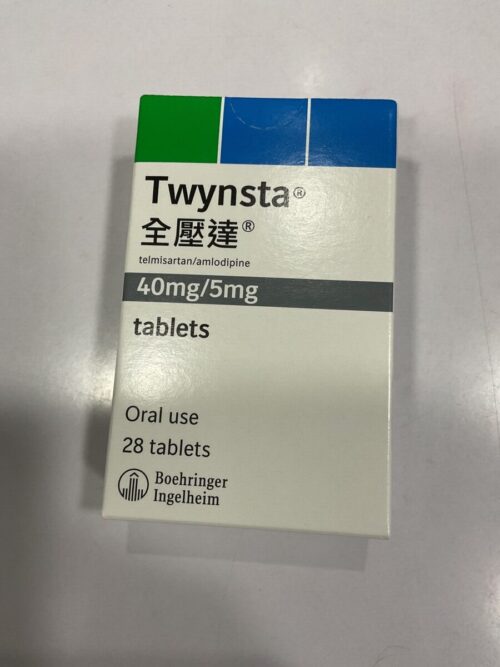 Twynsta®
全壓達®
telmisartan/amlodipine
40mg/5mg
tablets
Oral use
28 tablets
Boehringer
Ingelheim